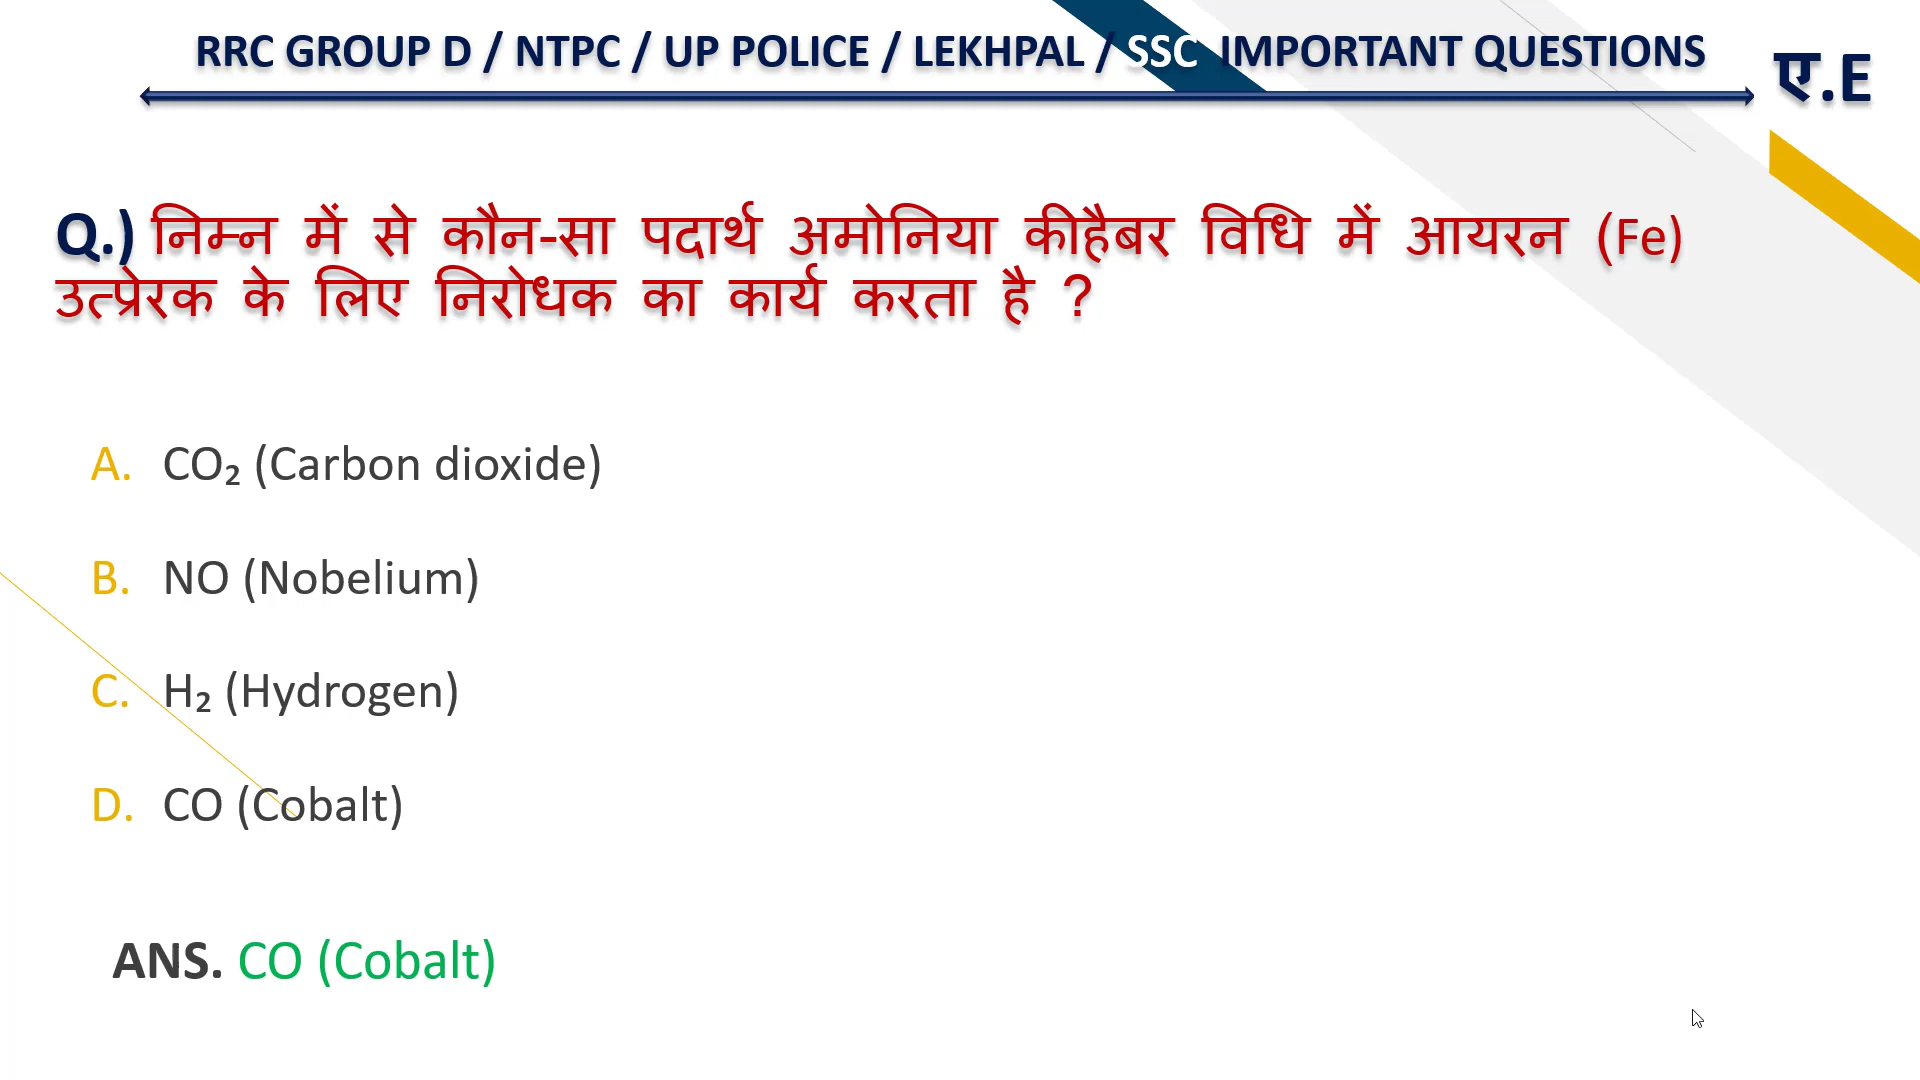 RRC GROUP D / NTPC / UP POLICE / LEKHPAL / SSC IMPORTANT QUESTIONS
ए.E
Q.) निम्न में से कौन-सा पदार्थ अमोनिया कीहैबर विधि में आयरन (Fe)
उत्प्रेरक के लिए निरोधक का कार्य करता है ?
A. CO₂ (Carbon dioxide)
B. NO (Nobelium)
C. H₂ (Hydrogen)
D. CO (Cobalt)
ANS. CO (Cobalt)